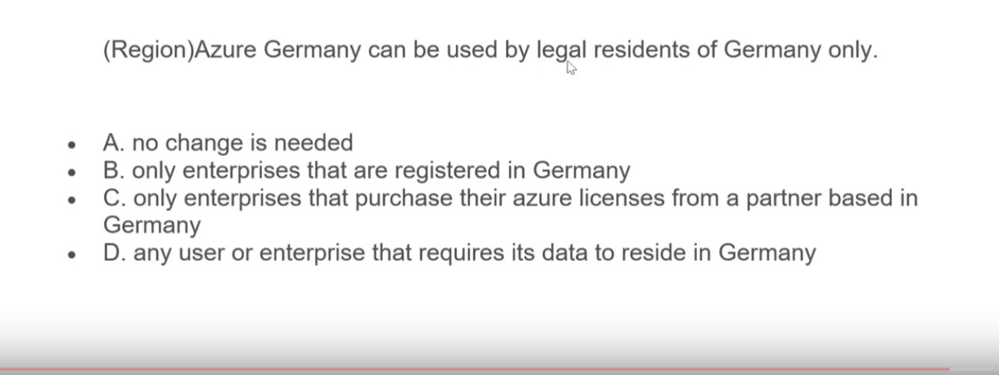 (Region)Azure Germany can be used by legal residents of Germany only.
• A. no change is needed
• B. only enterprises that are registered in Germany
• C. only enterprises that purchase their azure licenses from a partner based in
Germany
• D. any user or enterprise that requires its data to reside in Germany